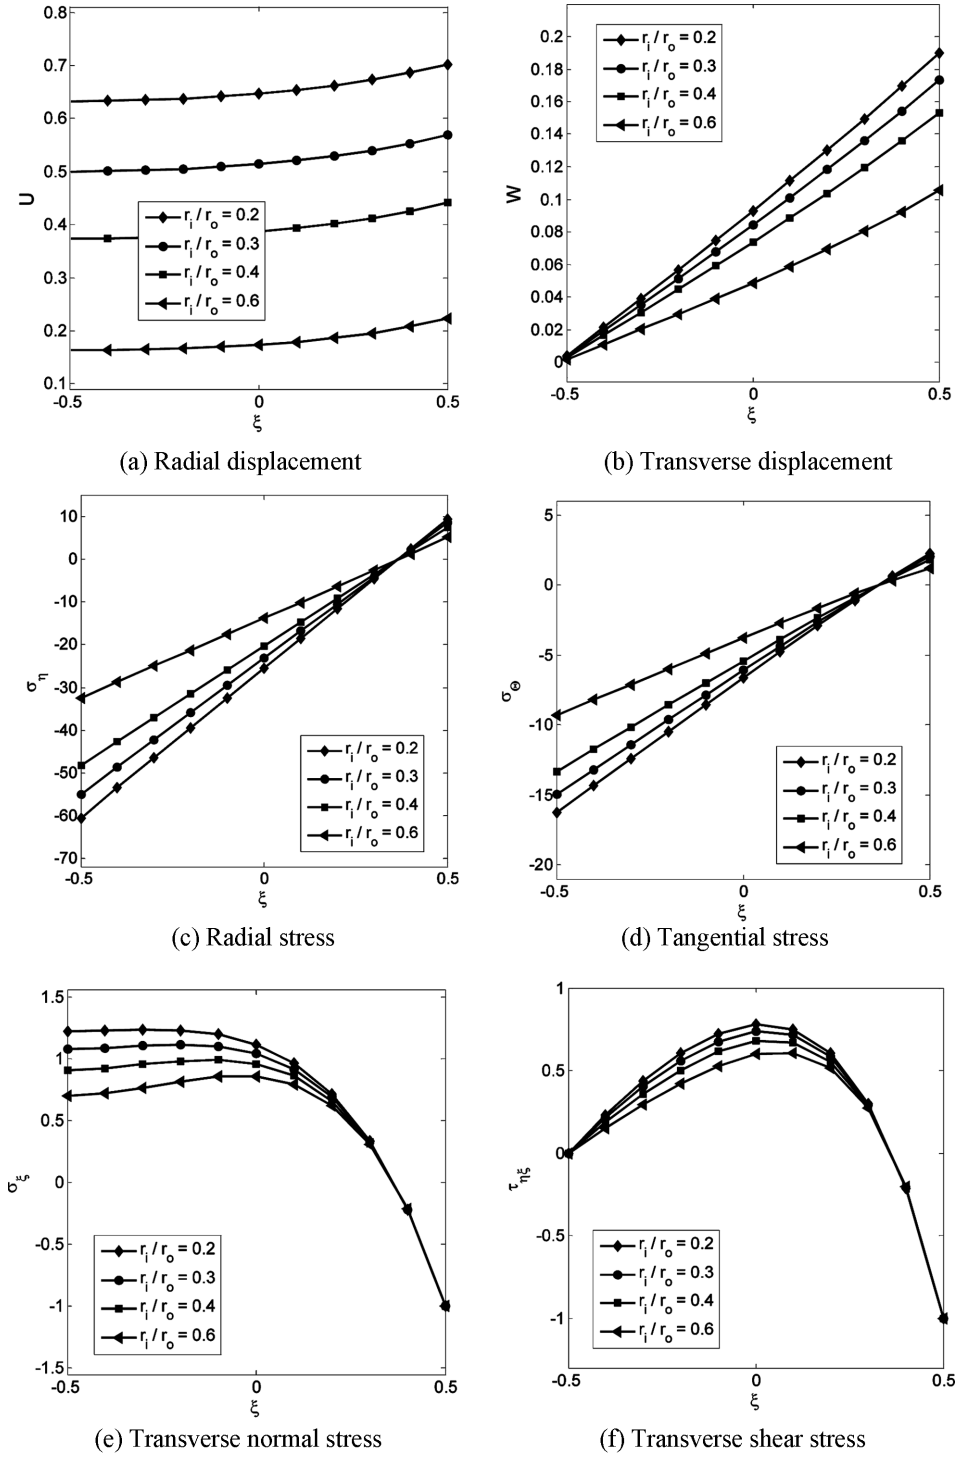 0.8
0.7
0.6
0.5
0.4
0.3
0.2
0.1
U
-0.5 0 0.5
ξ
r_i / r_o = 0.2
r_i / r_o = 0.3
r_i / r_o = 0.4
r_i / r_o = 0.6
(a) Radial displacement
0.2
0.18
0.16
0.14
0.12
0.1
0.08
0.06
0.04
0.02
0
W
-0.5 0 0.5
ξ
r_i / r_o = 0.2
r_i / r_o = 0.3
r_i / r_o = 0.4
r_i / r_o = 0.6
(b) Transverse displacement
10
0
-10
-20
-30
-40
-50
-60
-70
σ_η
-0.5 0 0.5
ξ
r_i / r_o = 0.2
r_i / r_o = 0.3
r_i / r_o = 0.4
r_i / r_o = 0.6
(c) Radial stress
5
0
-5
-10
-15
-20
σ_Θ
-0.5 0 0.5
ξ
r_i / r_o = 0.2
r_i / r_o = 0.3
r_i / r_o = 0.4
r_i / r_o = 0.6
(d) Tangential stress
1.5
1
0.5
0
-0.5
-1
-1.5
σ_ξ
-0.5 0 0.5
ξ
r_i / r_o = 0.2
r_i / r_o = 0.3
r_i / r_o = 0.4
r_i / r_o = 0.6
(e) Transverse normal stress
1
0.5
0
-0.5
-1
τ_ηξ
-0.5 0 0.5
ξ
r_i / r_o = 0.2
r_i / r_o = 0.3
r_i / r_o = 0.4
r_i / r_o = 0.6
(f) Transverse shear stress